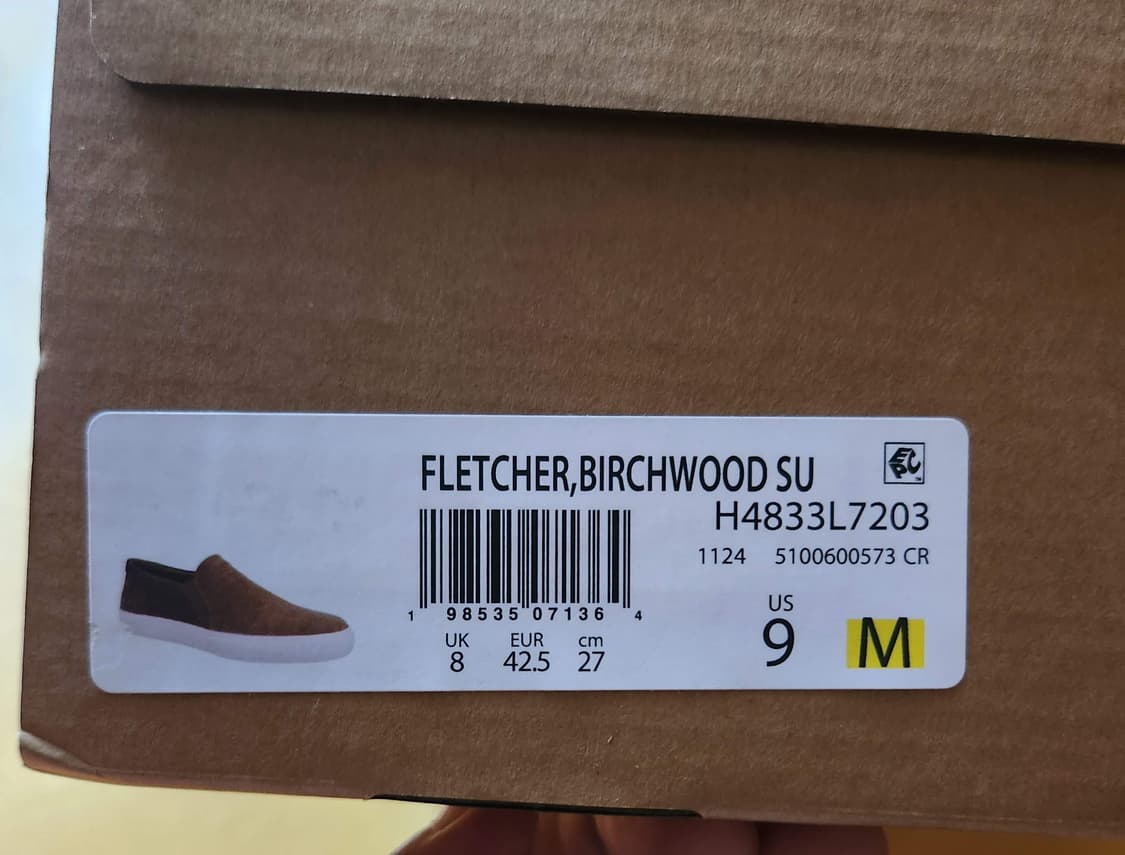 FLETCHER,BIRCHWOOD SU
EPC
H4833L7203
1124 5100600573 CR
1 98535 07136 4
UK EUR cm
8 42.5 27
US
9 M